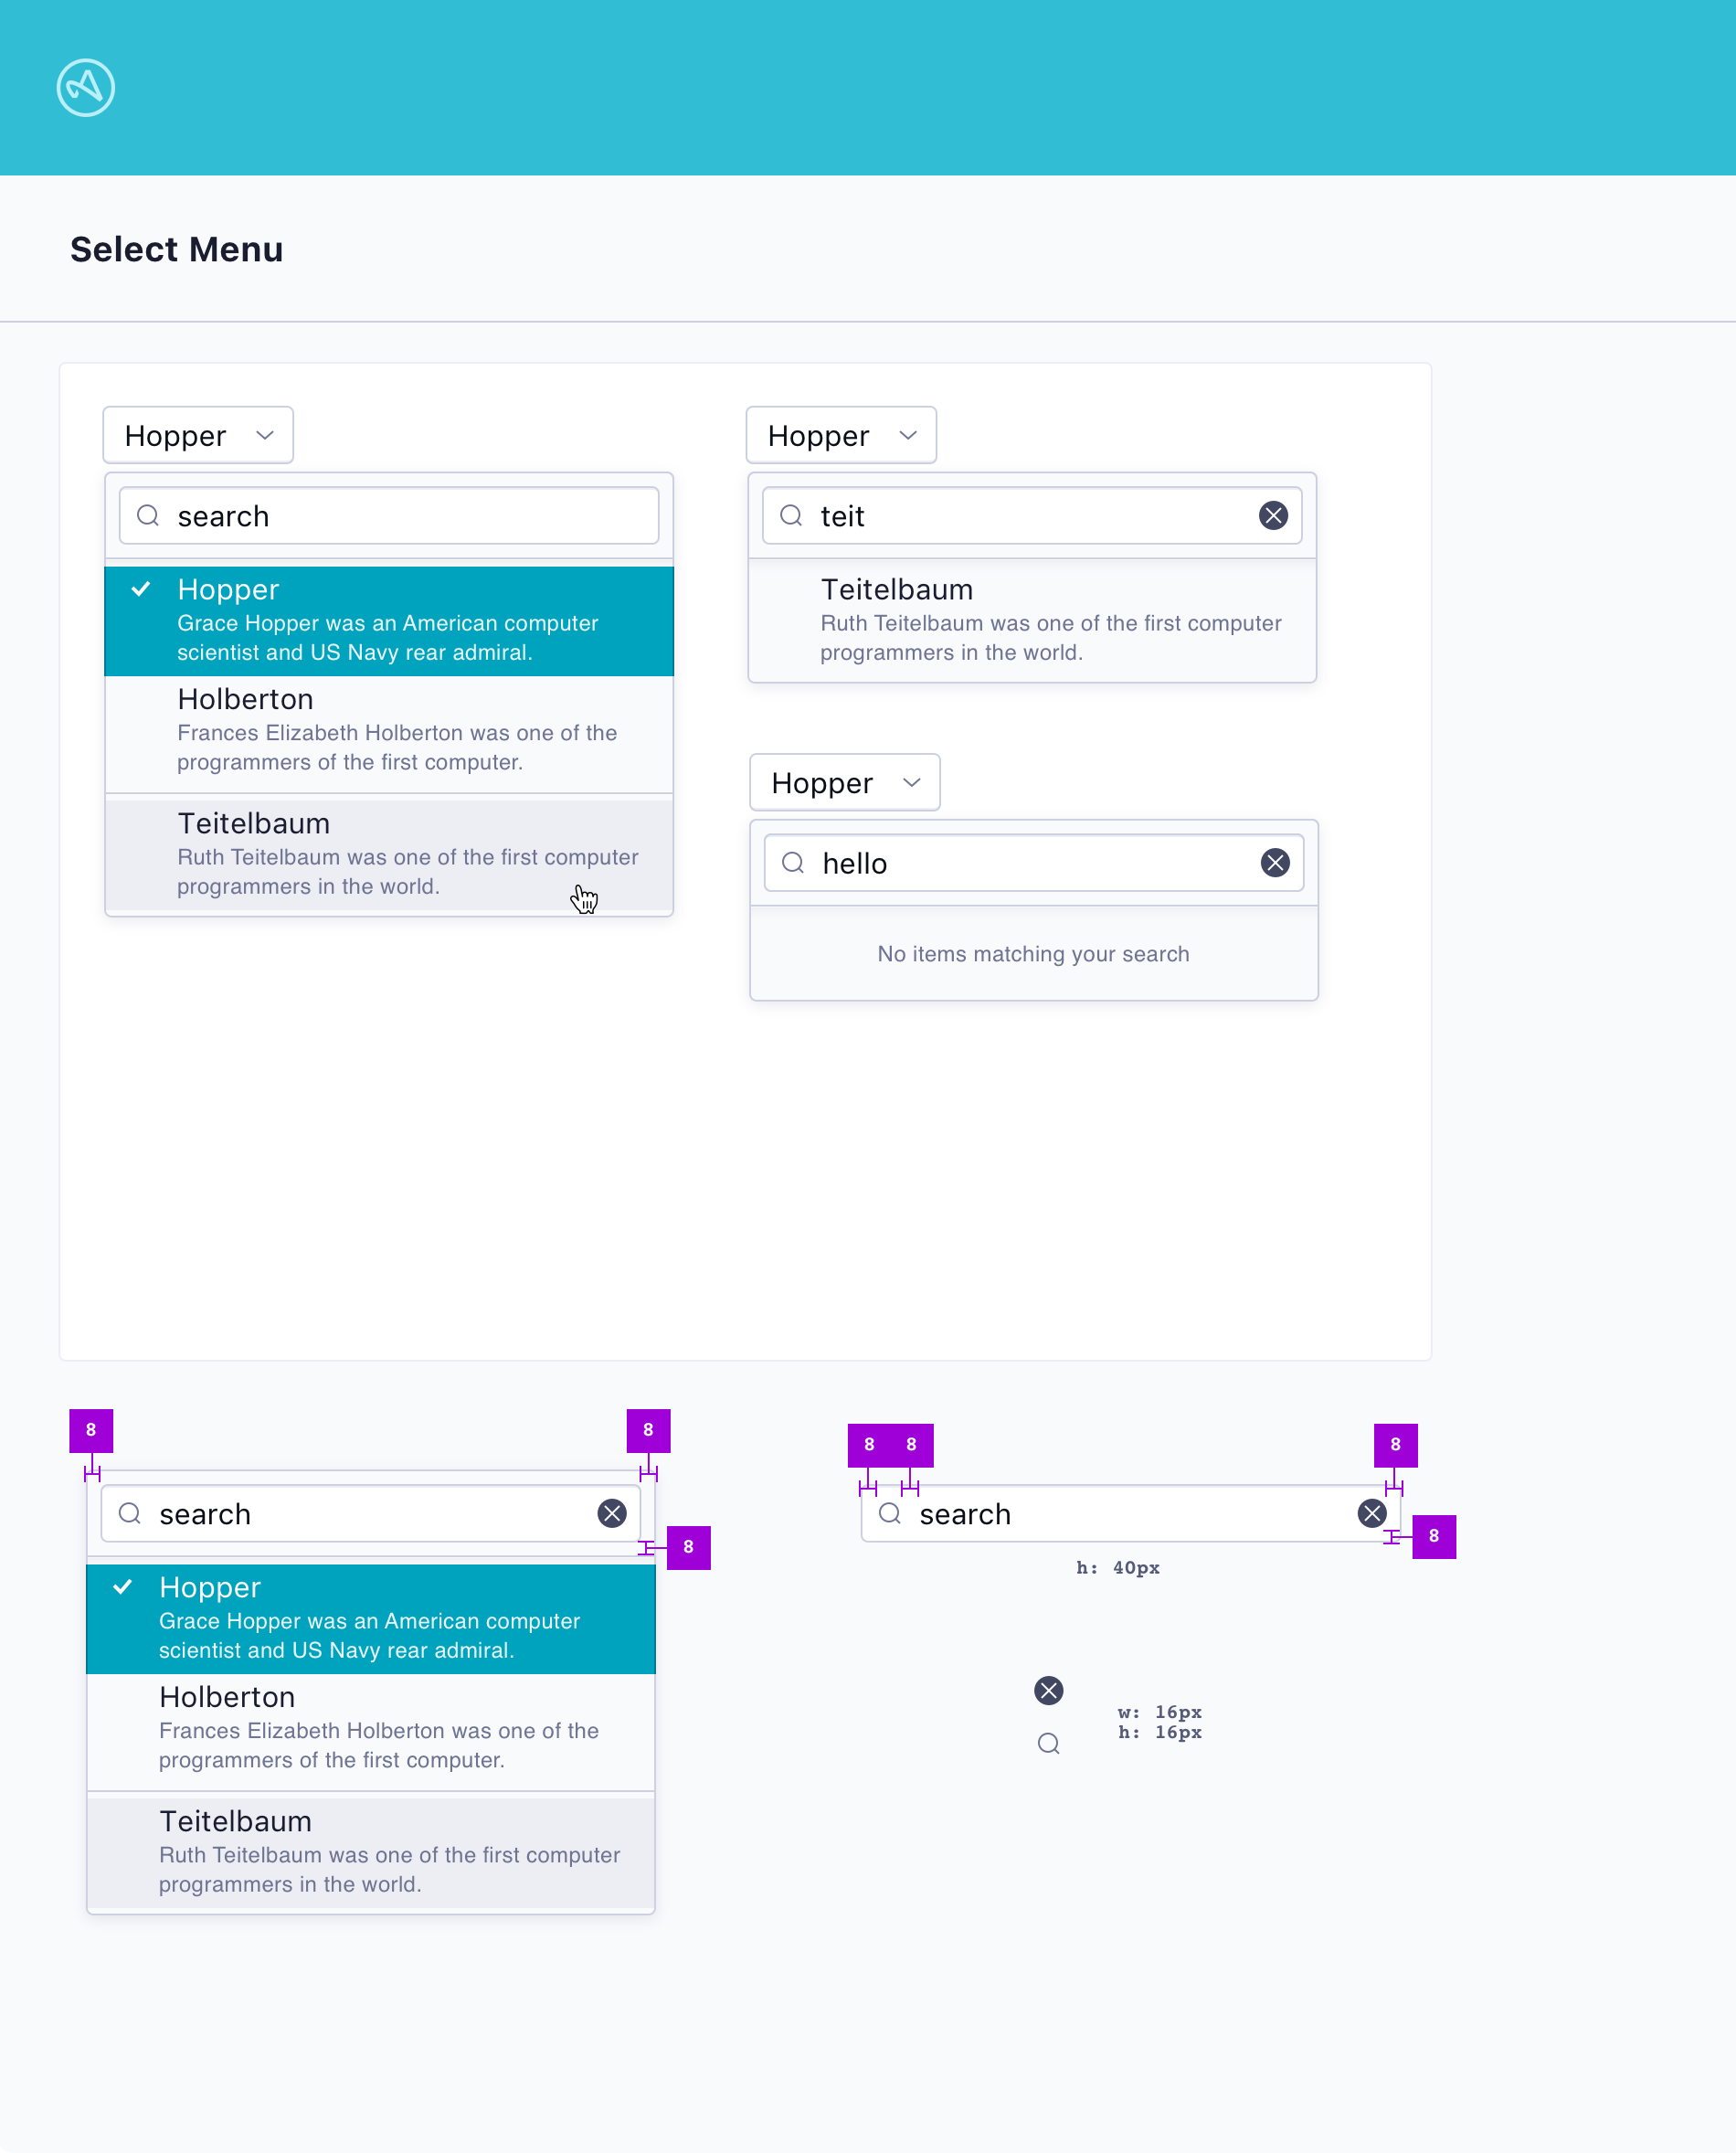 Select Menu
Hopper
search
Hopper
Grace Hopper was an American computer
scientist and US Navy rear admiral.
Holberton
Frances Elizabeth Holberton was one of the
programmers of the first computer.
Teitelbaum
Ruth Teitelbaum was one of the first computer
programmers in the world.
Hopper
teit
Teitelbaum
Ruth Teitelbaum was one of the first computer
programmers in the world.
Hopper
hello
No items matching your search
8
8
search
8
Hopper
Grace Hopper was an American computer
scientist and US Navy rear admiral.
Holberton
Frances Elizabeth Holberton was one of the
programmers of the first computer.
Teitelbaum
Ruth Teitelbaum was one of the first computer
programmers in the world.
8 8
8
search
8
h: 40px
w: 16px
h: 16px